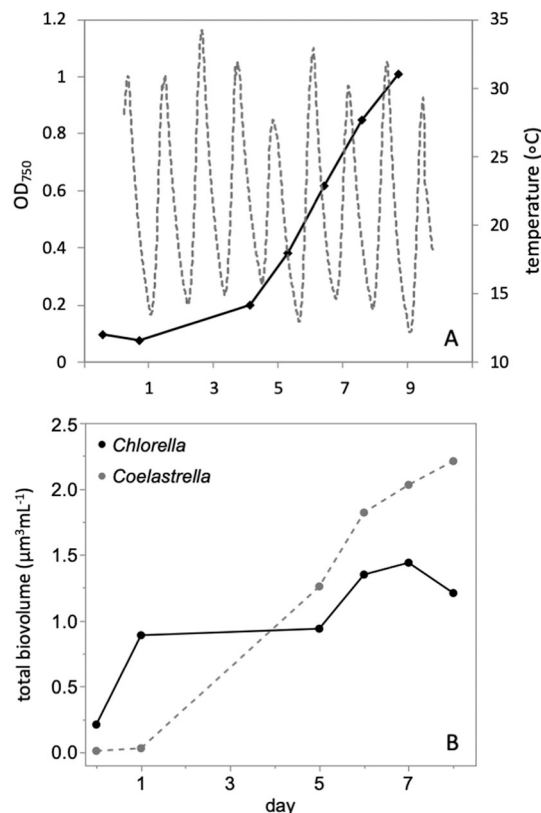 1.2
1
0.8
0.6
0.4
0.2
0
OD750
35
30
25
20
15
10
temperature (oC)
A
1 3 5 7 9
2.5
2.0
1.5
1.0
0.5
0.0
total biovolume (μm³mL⁻¹)
Chlorella
Coelastrella
B
1 3 5 7
day